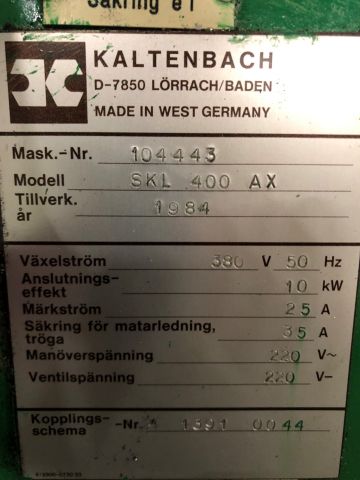 Säkring el
KALTENBACH
D-7850 LÖRRACH/BADEN
MADE IN WEST GERMANY
Mask.-Nr. 104443
Modell SKL 400 AX
Tillverk.
år 1984
Växelström 380 V 50 Hz
Anslutnings-
effekt 10 kW
Märkström 25 A
Säkring för matarledning,
tröga 35 A
Manöverspänning 220 V~
Ventilspänning 220 V–
Kopplings-
schema -Nr. 1391 0044